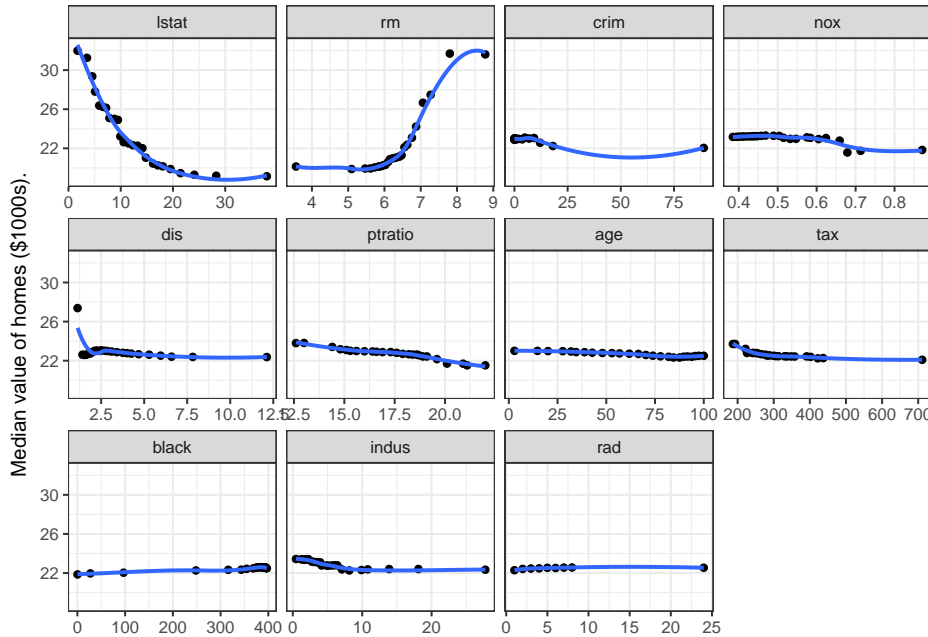 Median value of homes ($1000s).
lstat rm crim nox
30
26
22
0 10 20 30 4 5 6 7 8 9 0 25 50 75 0.4 0.5 0.6 0.7 0.8
dis ptratio age tax
30
26
22
2.5 5.0 7.5 10.0 12.5 12.5 15.0 17.5 20.0 0 25 50 75 100 200 300 400 500 600 700
black indus rad
30
26
22
0 100 200 300 400 0 10 20 0 5 10 15 20 25